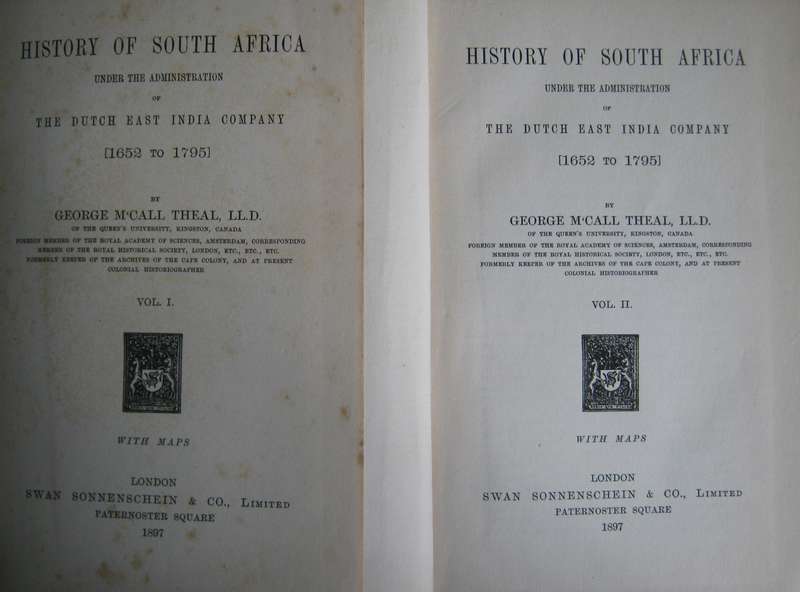 HISTORY OF SOUTH AFRICA
UNDER THE ADMINISTRATION
OF
THE DUTCH EAST INDIA COMPANY
[1652 TO 1795]
BY
GEORGE M‘CALL THEAL, LL.D.
OF THE QUEEN'S UNIVERSITY, KINGSTON, CANADA
FOREIGN MEMBER OF THE ROYAL ACADEMY OF SCIENCES, AMSTERDAM, CORRESPONDING
MEMBER OF THE ROYAL HISTORICAL SOCIETY, LONDON, ETC., ETC., ETC.
FORMERLY KEEPER OF THE ARCHIVES OF THE CAPE COLONY, AND AT PRESENT
COLONIAL HISTORIOGRAPHER
VOL. I.
WITH MAPS
LONDON
SWAN SONNENSCHEIN & CO., LIMITED
PATERNOSTER SQUARE
1897
HISTORY OF SOUTH AFRICA
UNDER THE ADMINISTRATION
OF
THE DUTCH EAST INDIA COMPANY
[1652 TO 1795]
BY
GEORGE M‘CALL THEAL, LL.D.
OF THE QUEEN'S UNIVERSITY, KINGSTON, CANADA
FOREIGN MEMBER OF THE ROYAL ACADEMY OF SCIENCES, AMSTERDAM, CORRESPONDING
MEMBER OF THE ROYAL HISTORICAL SOCIETY, LONDON, ETC., ETC., ETC.
FORMERLY KEEPER OF THE ARCHIVES OF THE CAPE COLONY, AND AT PRESENT
COLONIAL HISTORIOGRAPHER
VOL. II.
WITH MAPS
LONDON
SWAN SONNENSCHEIN & CO., LIMITED
PATERNOSTER SQUARE
1897